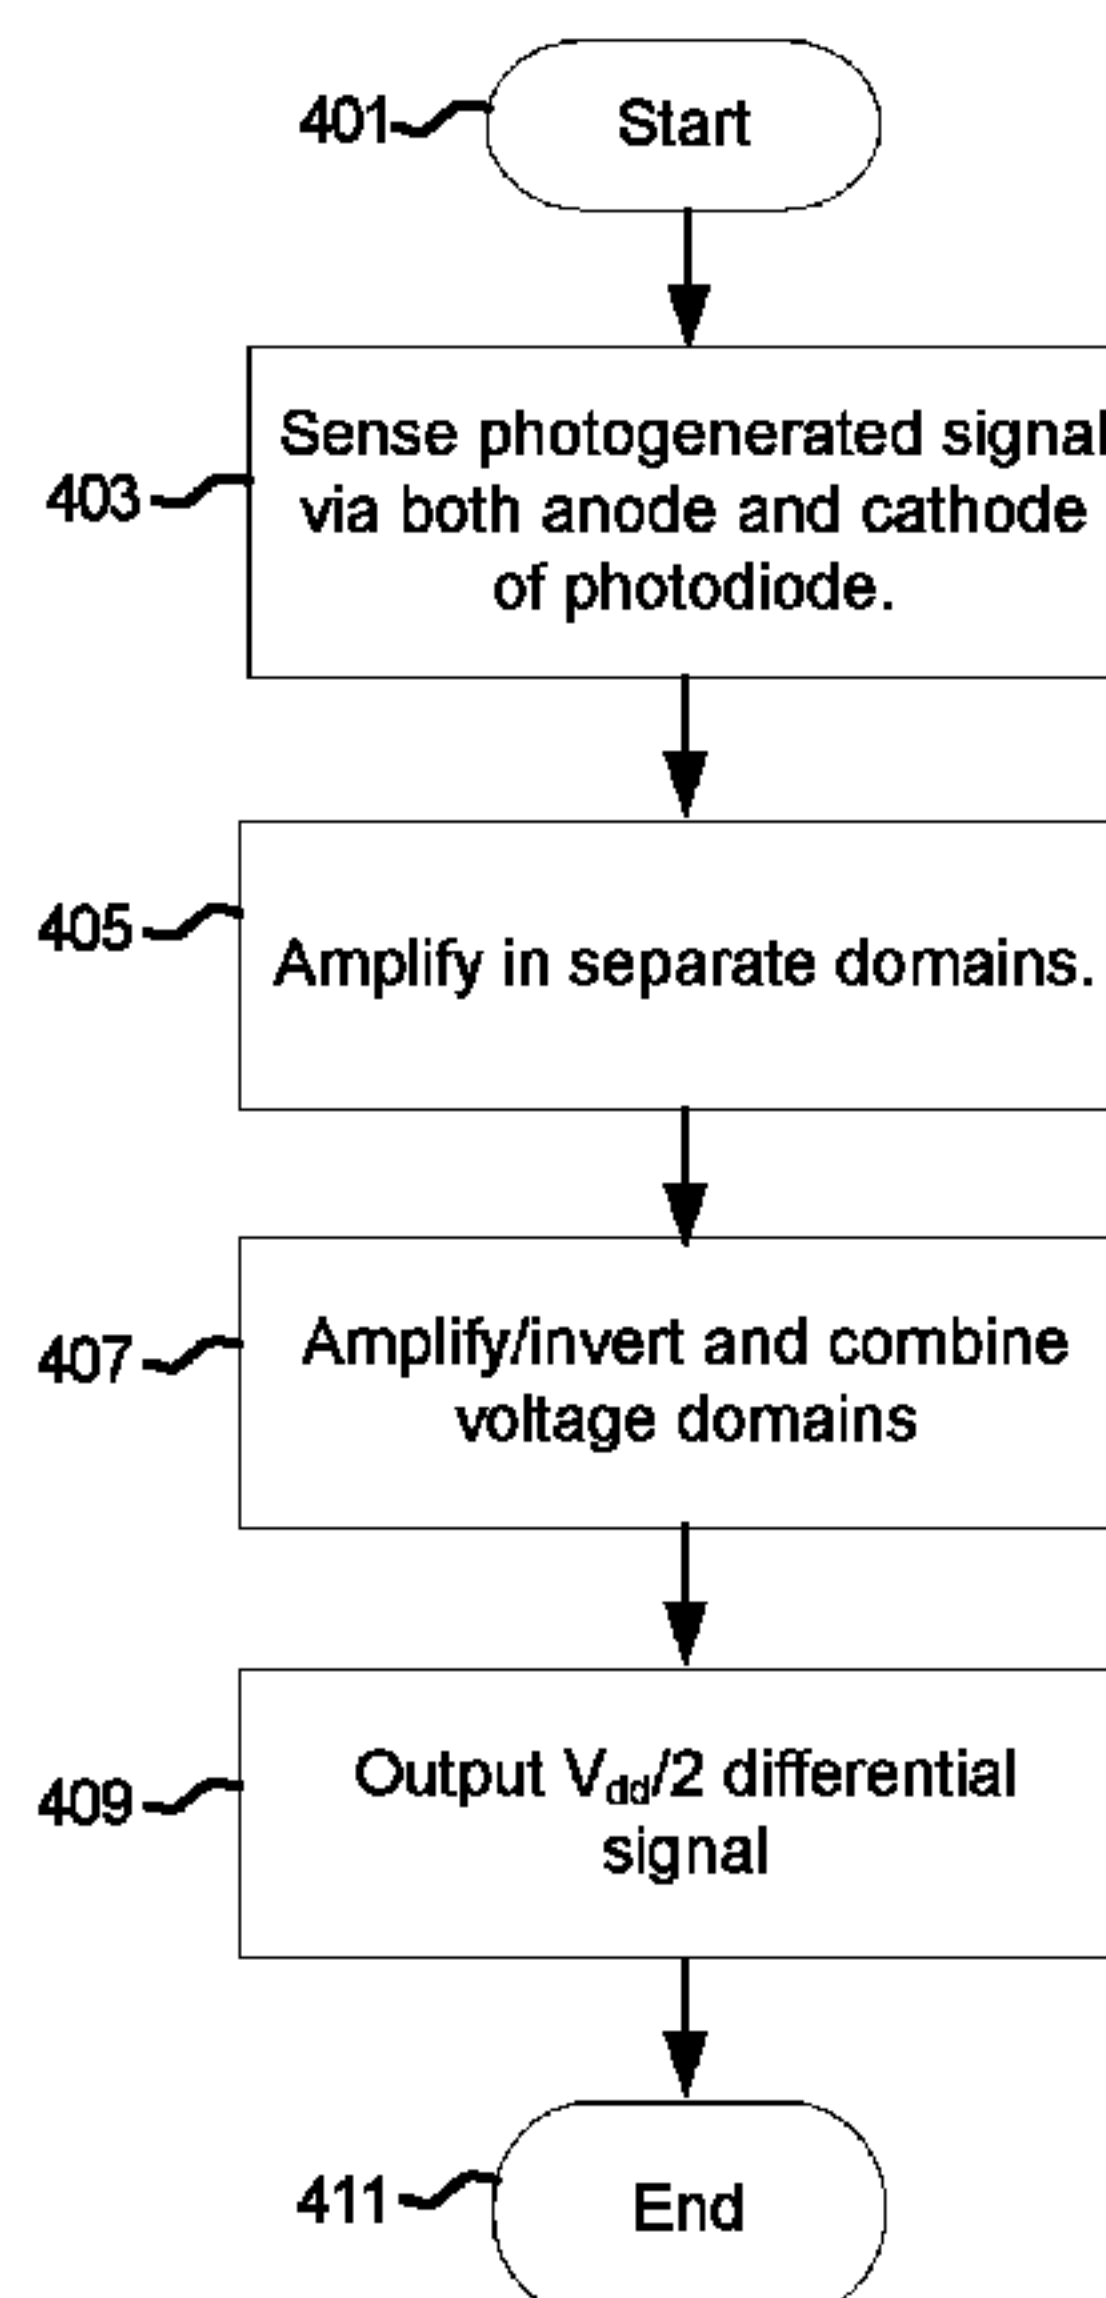 401
Start
403
Sense photogenerated signal
via both anode and cathode
of photodiode.
405
Amplify in separate domains.
407
Amplify/invert and combine
voltage domains
409
Output Vdd/2 differential
signal
411
End